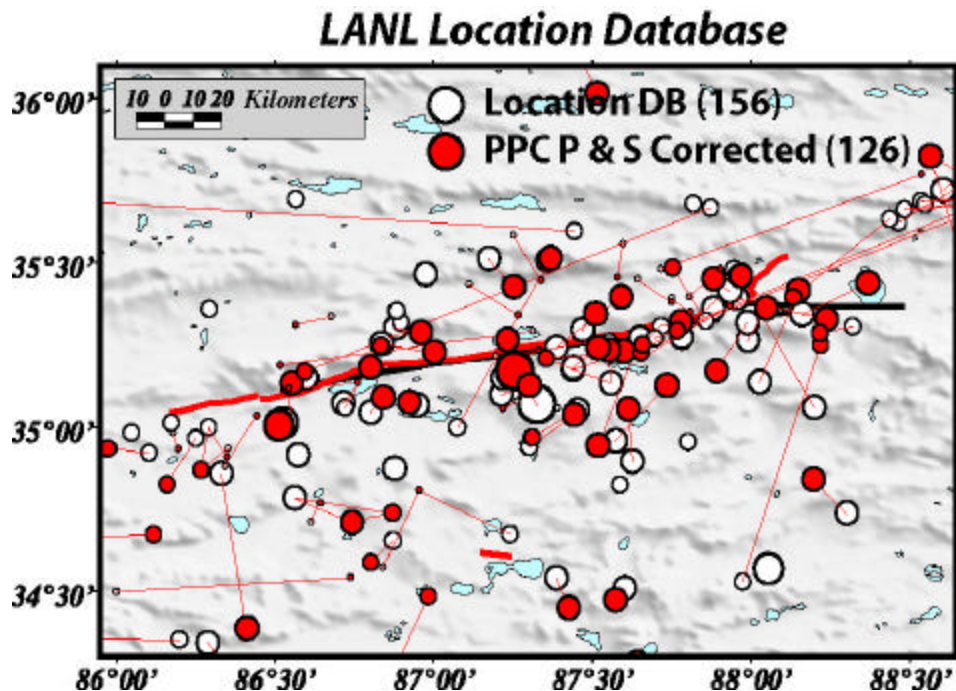 LANL Location Database
10 0 10 20 Kilometers
Location DB (156)
PPC P & S Corrected (126)
36°00'
35°30'
35°00'
34°30'
86°00' 86°30' 87°00' 87°30' 88°00' 88°30'